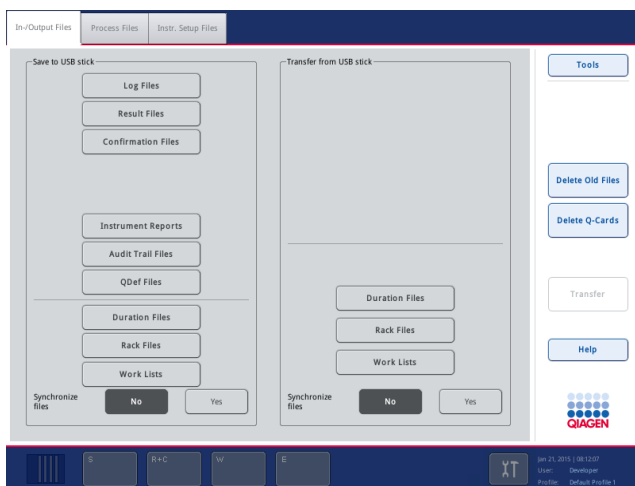 In-/Output Files
Process Files
Instr. Setup Files
Save to USB stick
Log Files
Result Files
Confirmation Files
Instrument Reports
Audit Trail Files
QDef Files
Duration Files
Rack Files
Work Lists
Synchronize
files
No
Yes
Transfer from USB stick
Duration Files
Rack Files
Work Lists
Synchronize
files
No
Yes
Tools
Delete Old Files
Delete Q-Cards
Transfer
Help
QIAGEN
S
R+C
W
E
Jan 21, 2015 | 08:12:07
User: Developer
Profile: Default Profile 1